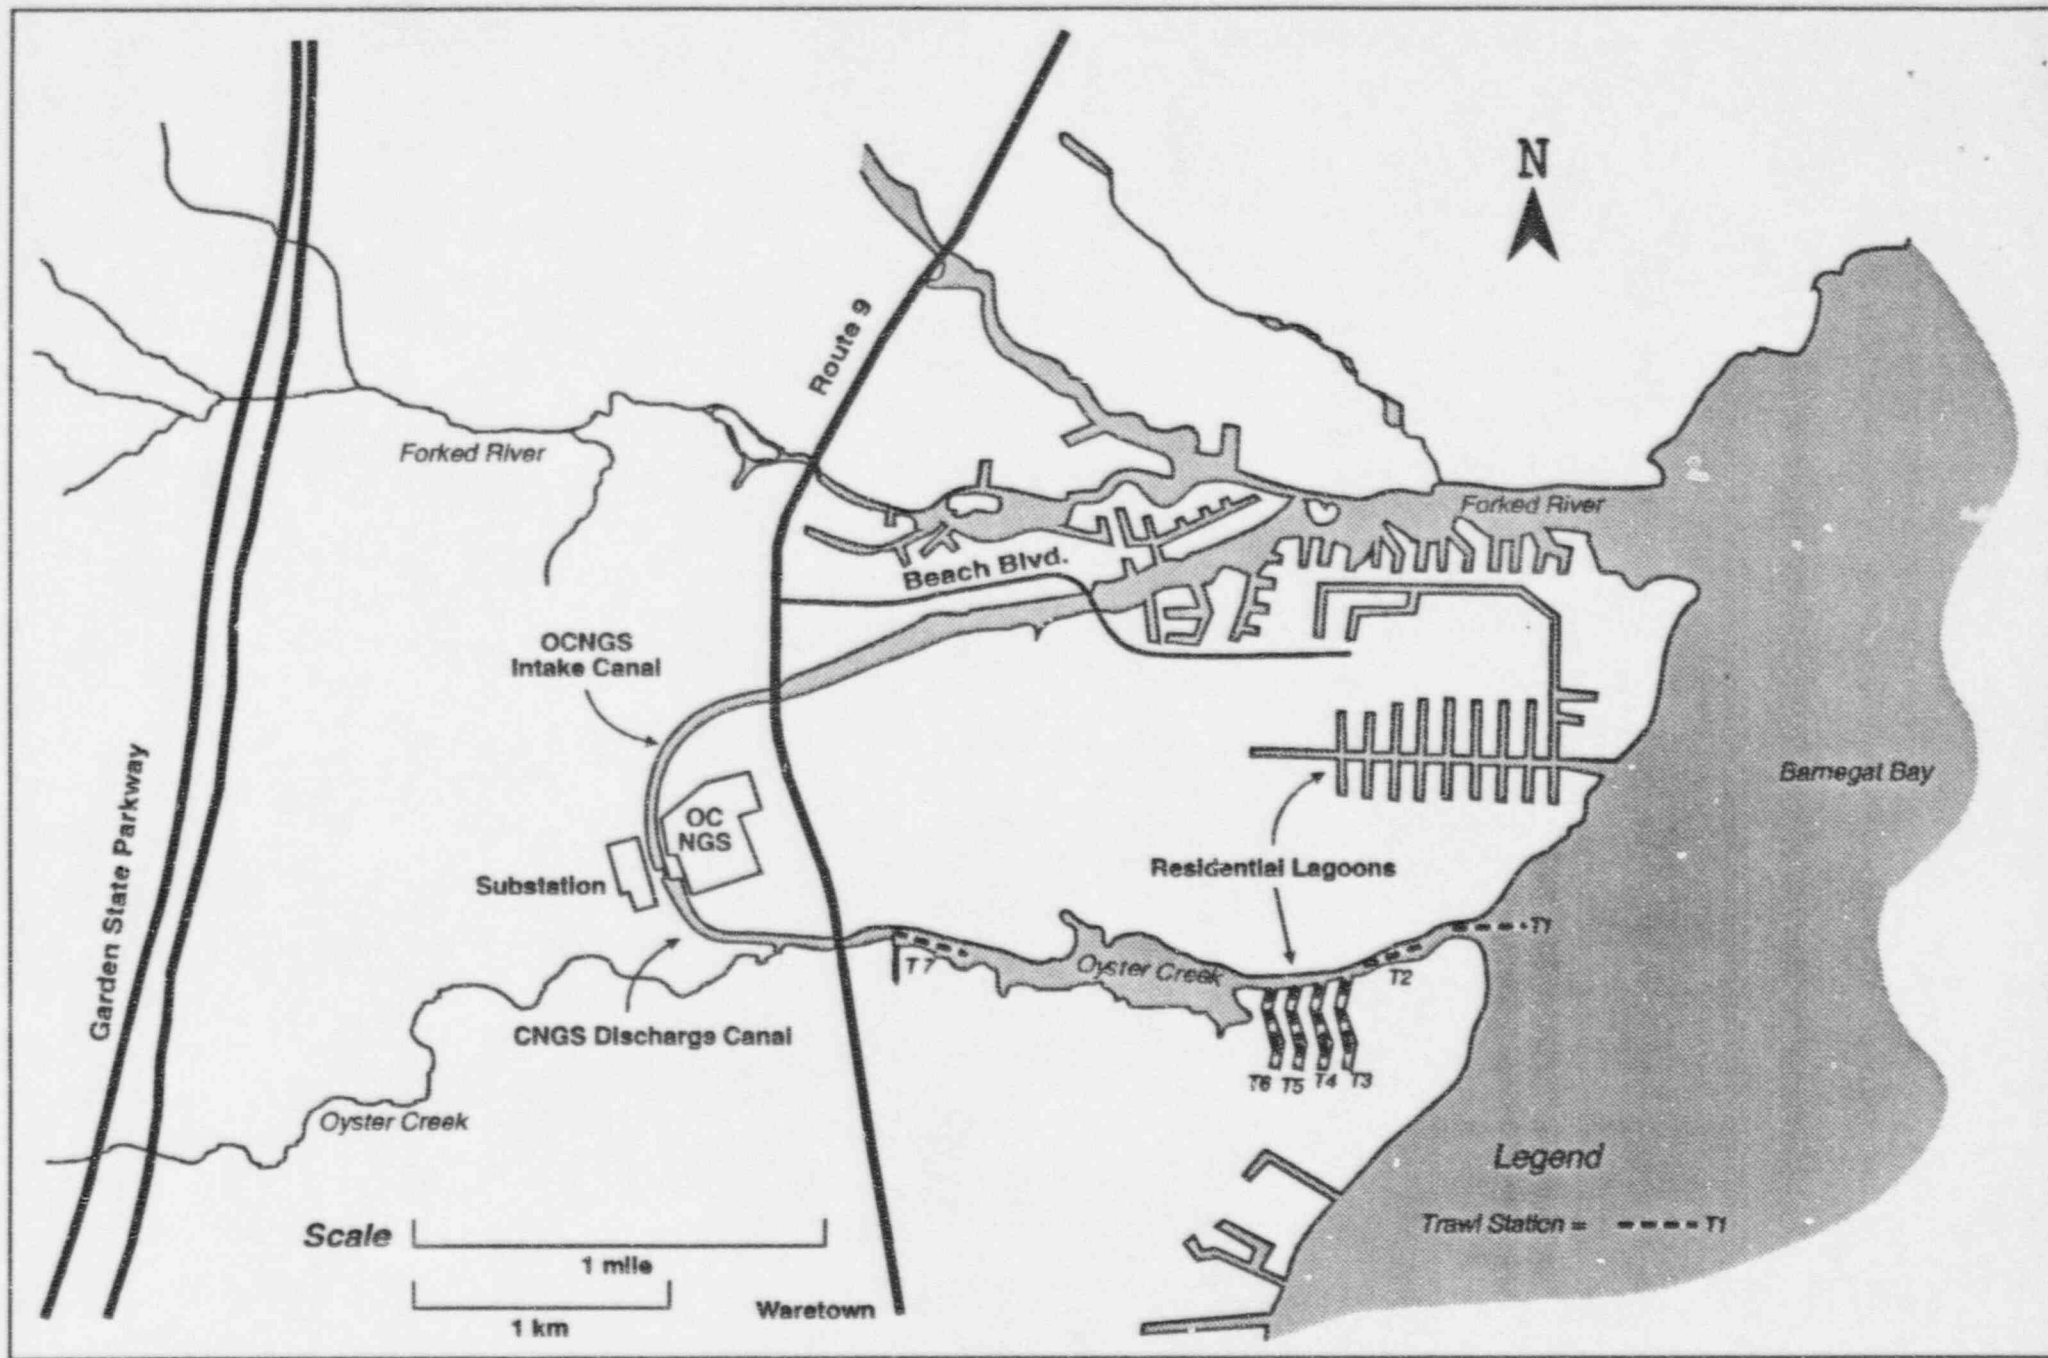 N
Route 9
Forked River
Forked River
Beach Blvd.
OCNGS
Intake Canal
Garden State Parkway
OC
NGS
Barnegat Bay
Substation
Residential Lagoons
T1
T7
Oyster Creek
T2
CNGS Discharge Canal
T6 T5 T4 T3
Oyster Creek
Legend
Scale
Trawl Station = T1
1 mile
Waretown
1 km